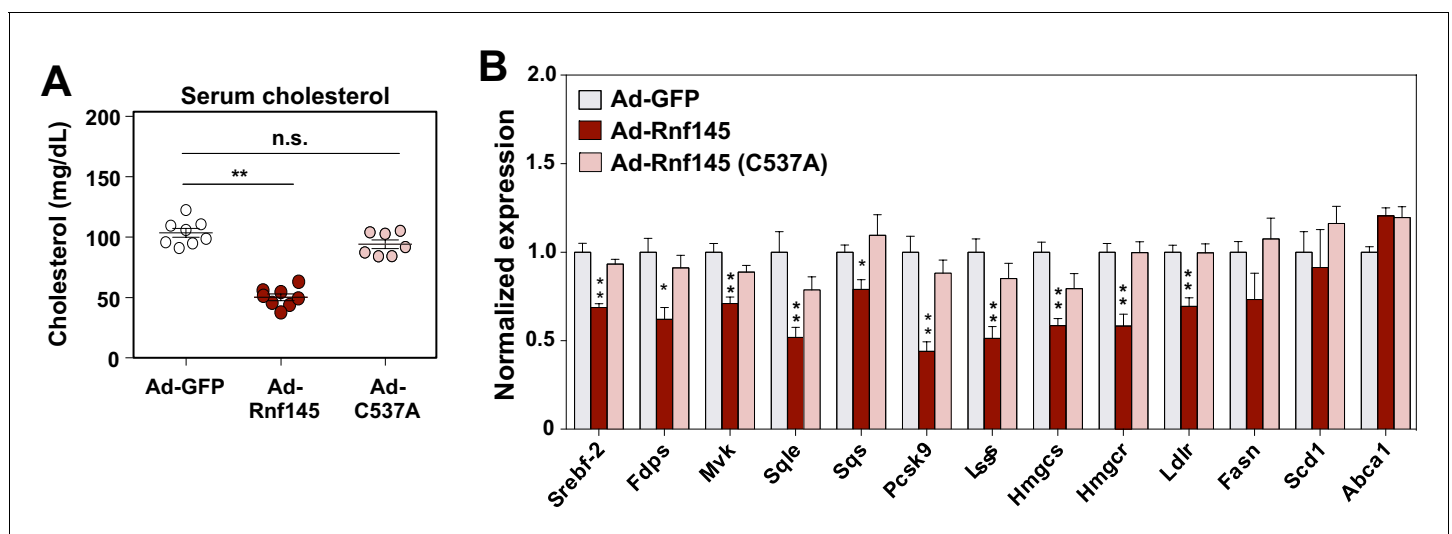 A
Serum cholesterol
Cholesterol (mg/dL)
200
150
100
50
0
n.s.
**
Ad-GFP
Ad-
Rnf145
Ad-
C537A
B
Normalized expression
2.0
1.5
1.0
0.5
0
Ad-GFP
Ad-Rnf145
Ad-Rnf145 (C537A)
**
*
**
**
*
**
**
**
**
**
Srebf-2
Fdps
Mvk
Sqle
Sqs
Pcsk9
Lsss
Hmgcs
Hmgcr
Ldlr
Fasn
Scd1
Abca1